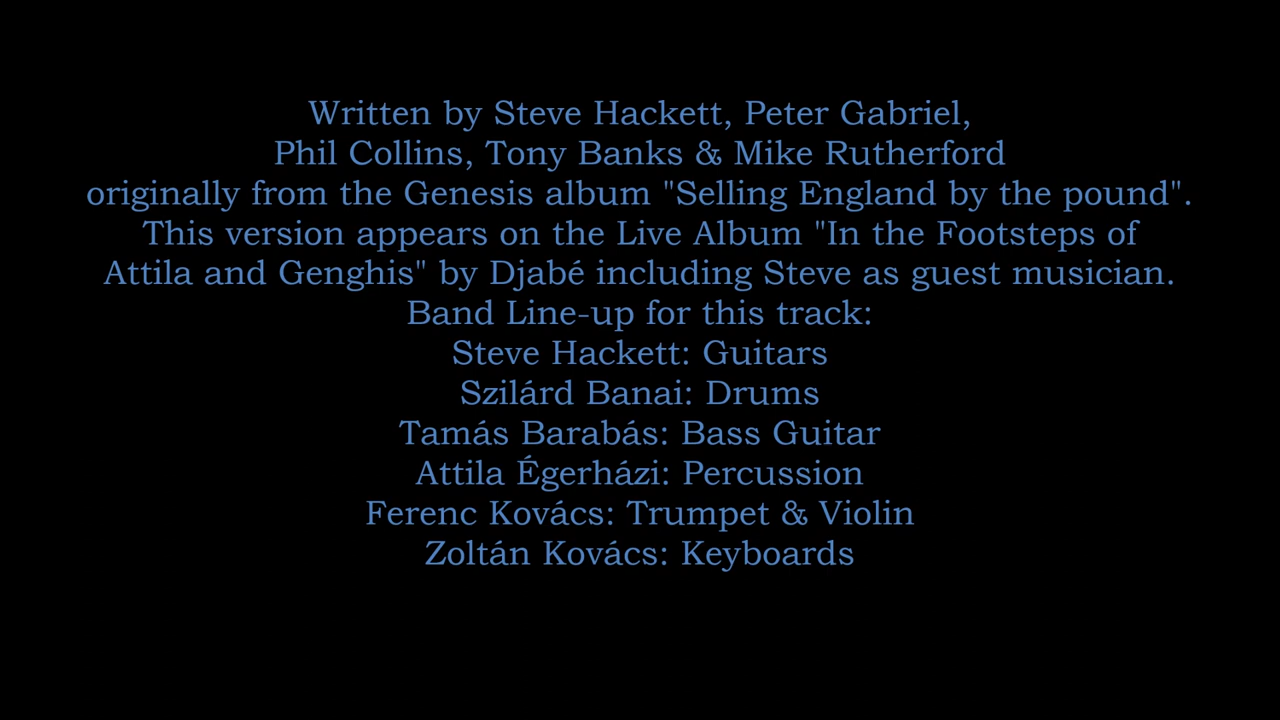 Written by Steve Hackett, Peter Gabriel,
Phil Collins, Tony Banks & Mike Rutherford
originally from the Genesis album "Selling England by the pound".
This version appears on the Live Album "In the Footsteps of
Attila and Genghis" by Djabé including Steve as guest musician.
Band Line-up for this track:
Steve Hackett: Guitars
Szilárd Banai: Drums
Tamás Barabás: Bass Guitar
Attila Égerházi: Percussion
Ferenc Kovács: Trumpet & Violin
Zoltán Kovács: Keyboards